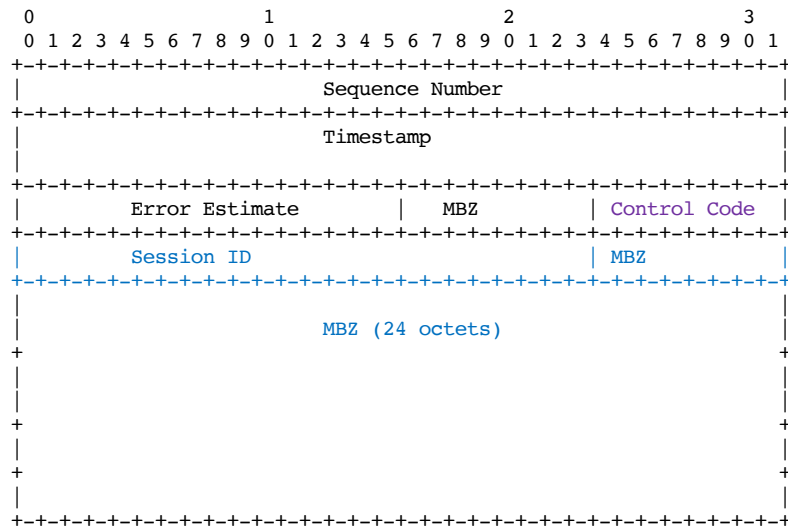 0                   1                   2                   3
 0 1 2 3 4 5 6 7 8 9 0 1 2 3 4 5 6 7 8 9 0 1 2 3 4 5 6 7 8 9 0 1
+-+-+-+-+-+-+-+-+-+-+-+-+-+-+-+-+-+-+-+-+-+-+-+-+-+-+-+-+-+-+-+-+
|                         Sequence Number                       |
+-+-+-+-+-+-+-+-+-+-+-+-+-+-+-+-+-+-+-+-+-+-+-+-+-+-+-+-+-+-+-+-+
|                         Timestamp                             |
|                                                               |
+-+-+-+-+-+-+-+-+-+-+-+-+-+-+-+-+-+-+-+-+-+-+-+-+-+-+-+-+-+-+-+-+
|         Error Estimate        |   MBZ         | Control Code  |
+-+-+-+-+-+-+-+-+-+-+-+-+-+-+-+-+-+-+-+-+-+-+-+-+-+-+-+-+-+-+-+-+
|         Session ID                            | MBZ           |
+-+-+-+-+-+-+-+-+-+-+-+-+-+-+-+-+-+-+-+-+-+-+-+-+-+-+-+-+-+-+-+-+
|                                                               |
|                         MBZ (24 octets)                       |
+                                                               +
|                                                               |
|                                                               |
+                                                               +
|                                                               |
+                                                               +
|                                                               |
+-+-+-+-+-+-+-+-+-+-+-+-+-+-+-+-+-+-+-+-+-+-+-+-+-+-+-+-+-+-+-+-+